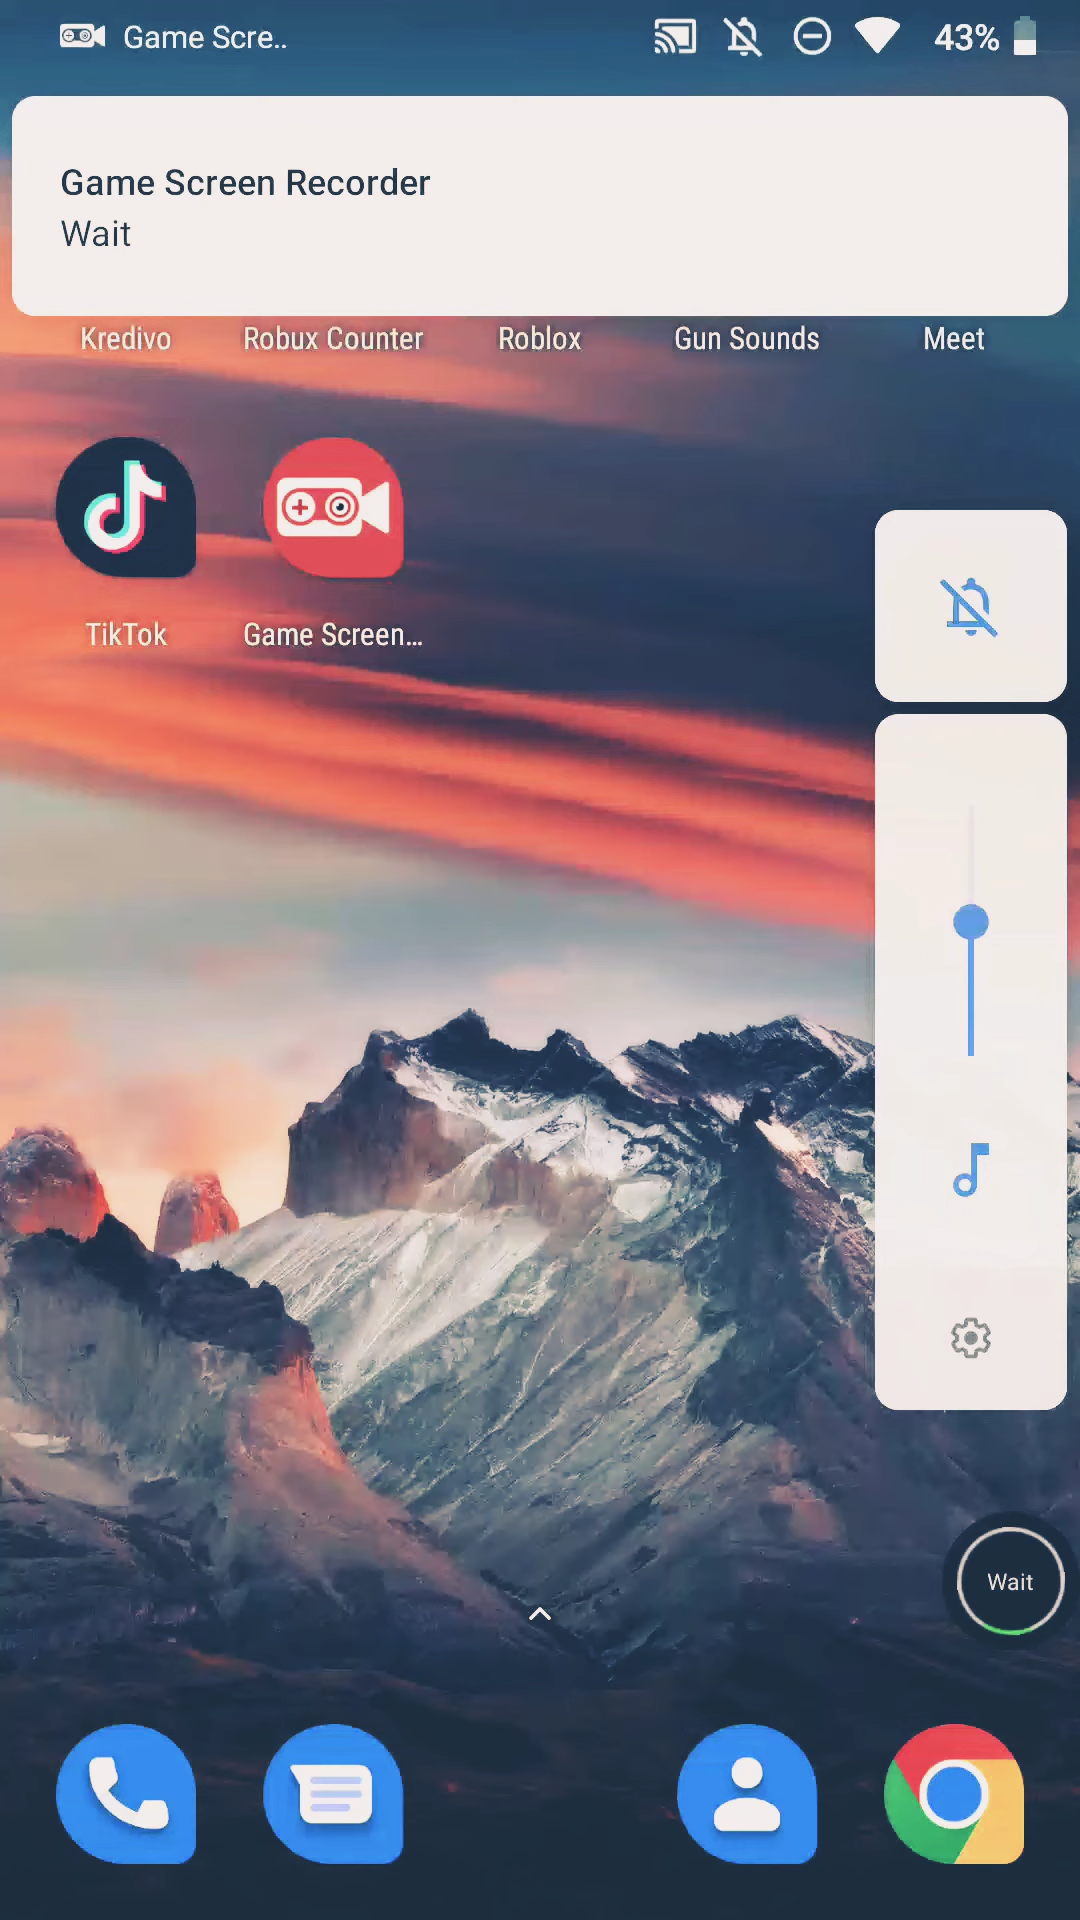 Game Scre..
43%
Game Screen Recorder
Wait
Kredivo
Robux Counter
Roblox
Gun Sounds
Meet
TikTok
Game Screen...
Wait